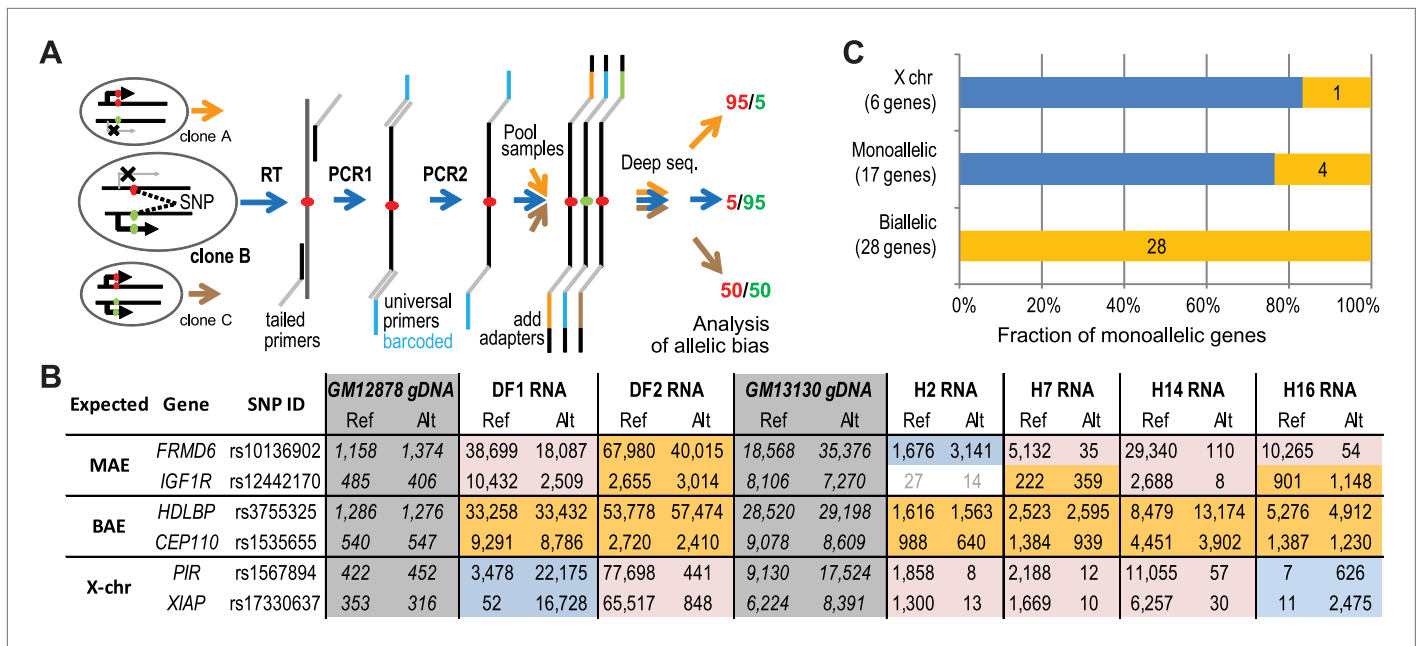 A
clone A
SNP
clone B
clone C
RT
PCR1
PCR2
Pool
samples
Deep seq.
95/5
5/95
50/50
tailed
primers
universal
primers
barcoded
add
adapters
Analysis
of allelic bias
C
X chr
(6 genes)
1
Monoallelic
(17 genes)
4
Biallelic
(28 genes)
28
0% 20% 40% 60% 80% 100%
Fraction of monoallelic genes
B
Expected Gene SNP ID GM12878 gDNA DF1 RNA DF2 RNA GM13130 gDNA H2 RNA H7 RNA H14 RNA H16 RNA
Ref Alt Ref Alt Ref Alt Ref Alt Ref Alt Ref Alt Ref Alt Ref Alt
MAE
FRMD6 rs10136902 1,158 1,374 38,699 18,087 67,980 40,015 18,568 35,376 1,676 3,141 5,132 35 29,340 110 10,265 54
IGF1R rs12442170 485 406 10,432 2,509 2,655 3,014 8,106 7,270 27 14 222 359 2,688 8 901 1,148
BAE
HDLBP rs3755325 1,286 1,276 33,258 33,432 53,778 57,474 28,520 29,198 1,616 1,563 2,523 2,595 8,479 13,174 5,276 4,912
CEP110 rs1535655 540 547 9,291 8,786 2,720 2,410 9,078 8,609 988 640 1,384 939 4,451 3,902 1,387 1,230
X-chr
PIR rs1567894 422 452 3,478 22,175 77,698 441 9,130 17,524 1,858 8 2,188 12 11,055 57 7 626
XIAP rs17330637 353 316 52 16,728 65,517 848 6,224 8,391 1,300 13 1,669 10 6,257 30 11 2,475